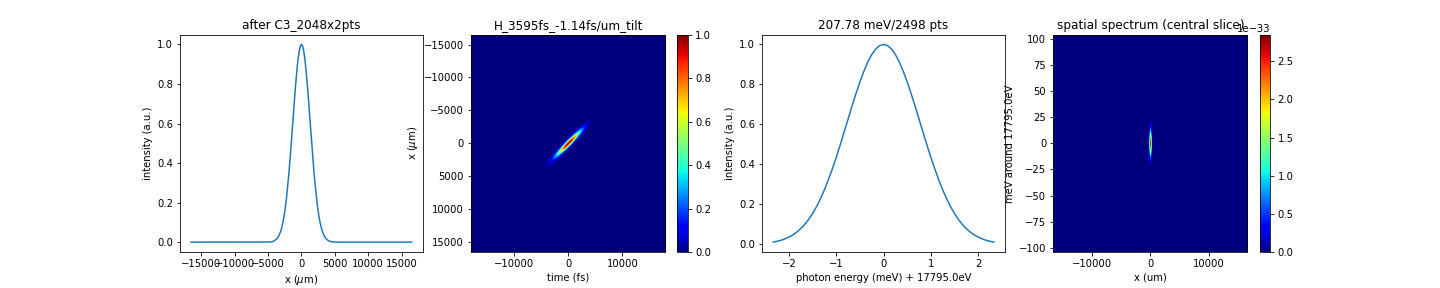 after C3_2048x2pts
1.0
0.8
0.6
0.4
0.2
0.0
intensity (a.u.)
−15000−10000−5000 0 5000 10000 15000
x (μm)
H_3595fs_-1.14fs/um_tilt
−15000
−10000
−5000
0
5000
10000
15000
x (μm)
−10000 0 10000
time (fs)
1.0
0.8
0.6
0.4
0.2
0.0
207.78 meV/2498 pts
1.0
0.8
0.6
0.4
0.2
0.0
intensity (a.u.)
−2 −1 0 1 2
photon energy (meV) + 17795.0eV
spatial spectrum (central slice)
1e−33
100
75
50
25
0
−25
−50
−75
−100
meV around 17795.0eV
−10000 0 10000
x (um)
2.5
2.0
1.5
1.0
0.5
0.0